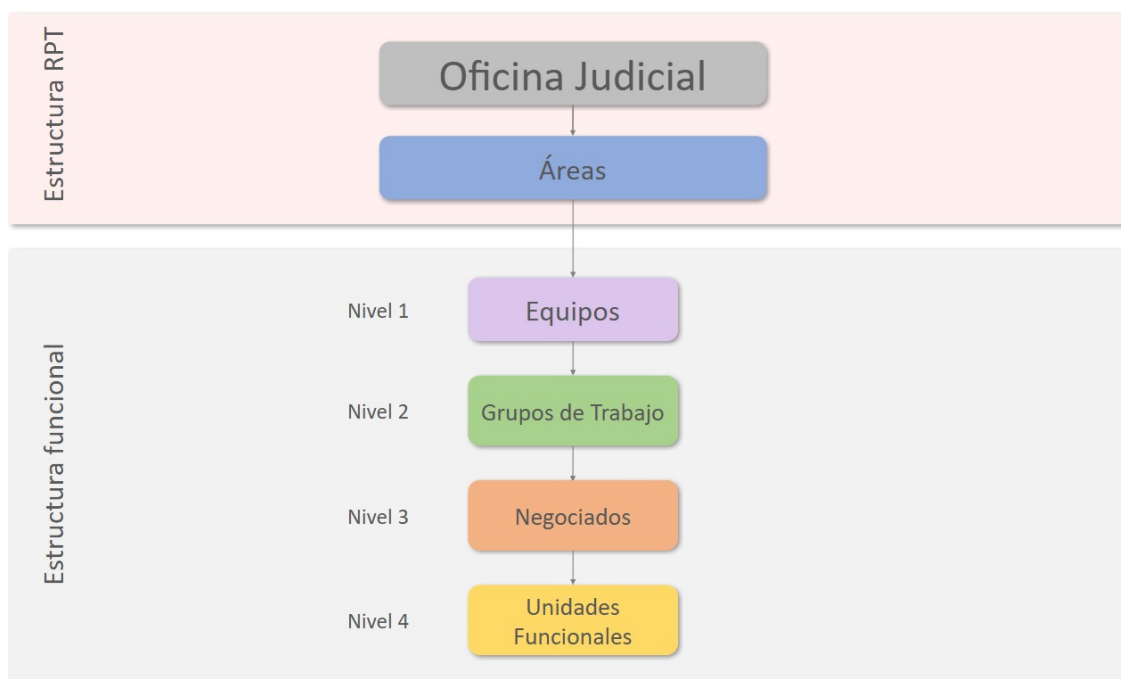 Estructura RPT
Oficina Judicial
Áreas
Estructura funcional
Nivel 1
Equipos
Nivel 2
Grupos de Trabajo
Nivel 3
Negociados
Nivel 4
Unidades
Funcionales